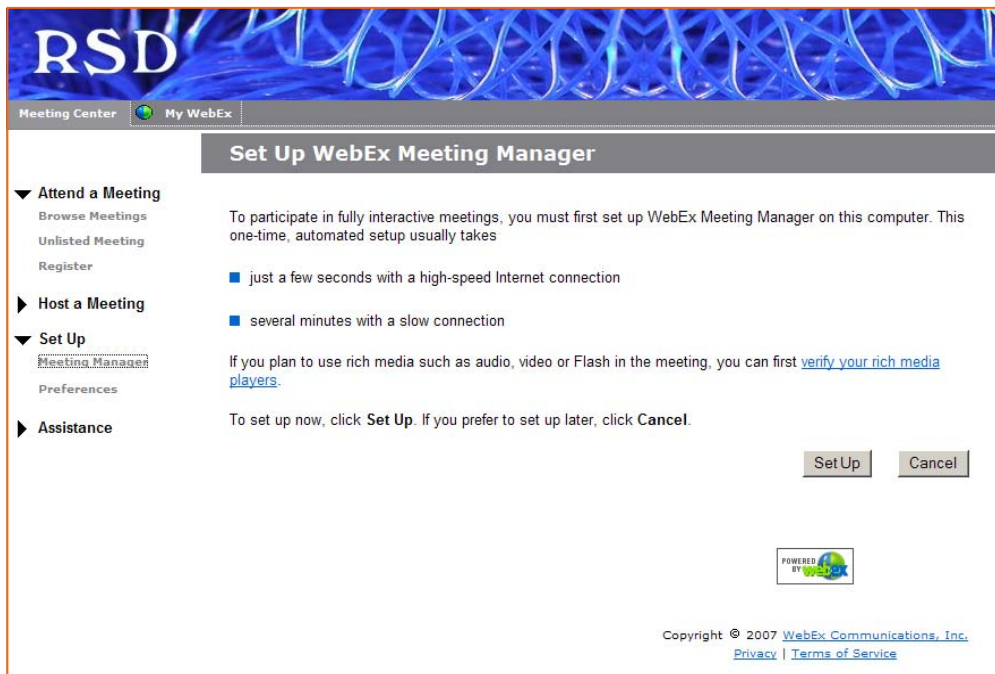 RSD
Meeting Center My WebEx
Set Up WebEx Meeting Manager
Attend a Meeting
Browse Meetings
Unlisted Meeting
Register
Host a Meeting
Set Up
Meeting Manager
Preferences
Assistance
To participate in fully interactive meetings, you must first set up WebEx Meeting Manager on this computer. This
one-time, automated setup usually takes
just a few seconds with a high-speed Internet connection
several minutes with a slow connection
If you plan to use rich media such as audio, video or Flash in the meeting, you can first verify your rich media
players.
To set up now, click Set Up. If you prefer to set up later, click Cancel.
Set Up Cancel
POWERED
BY webex
Copyright © 2007 WebEx Communications, Inc.
Privacy | Terms of Service